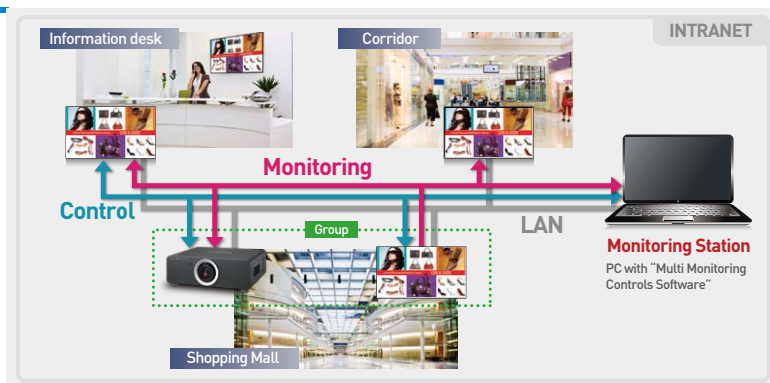 INTRANET
Information desk
Corridor
Monitoring
Control
LAN
Group
Monitoring Station
PC with “Multi Monitoring
Controls Software”
Shopping Mall